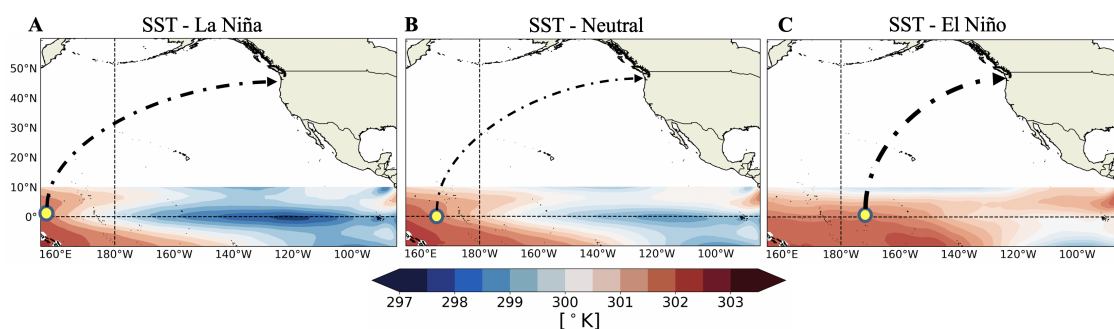 A SST - La Niña B SST - Neutral C SST - El Niño
50°N
40°N
30°N
20°N
10°N
0°
160°E 180°W 160°W 140°W 120°W 100°W 160°E 180°W 160°W 140°W 120°W 100°W 160°E 180°W 160°W 140°W 120°W 100°W
297 298 299 300 301 302 303
[°K]